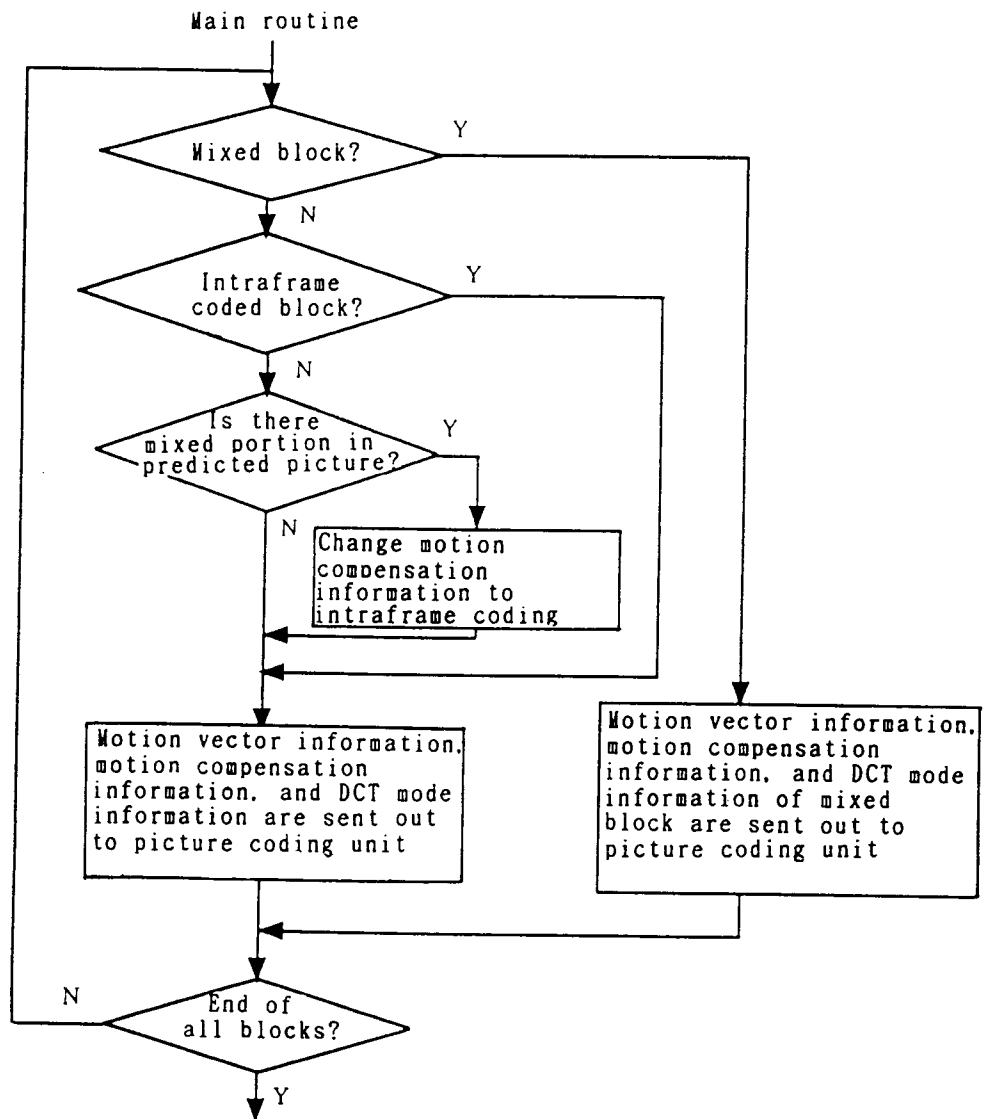 Main routine
Mixed block?
Y
N
Intraframe
coded block?
Y
N
Is there
mixed portion in
predicted picture?
Y
N
Change motion
compensation
information to
intraframe coding
Motion vector information,
motion compensation
information, and DCT mode
information are sent out
to picture coding unit
Motion vector information,
motion compensation
information, and DCT mode
information of mixed
block are sent out to
picture coding unit
N
End of
all blocks?
Y